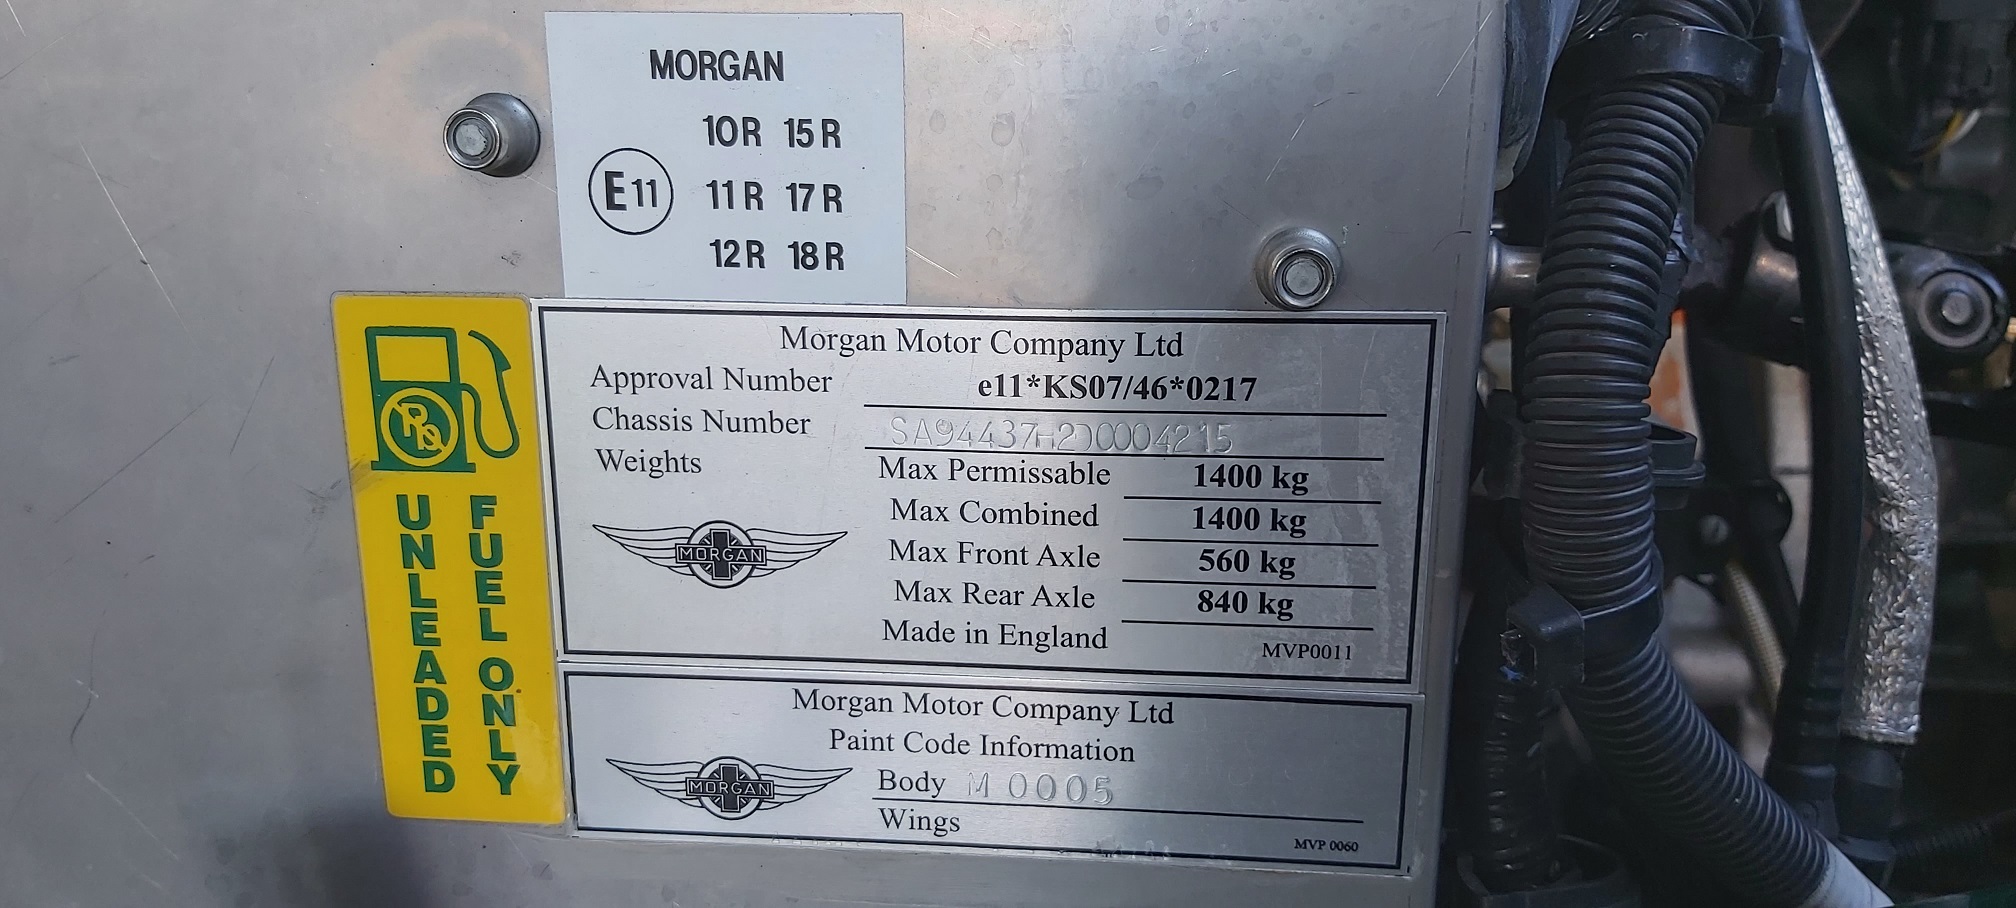 MORGAN
10R 15R
E11 11R 17R
12R 18R
UNLEADED
FUEL ONLY
Morgan Motor Company Ltd
Approval Number e11*KS07/46*0217
Chassis Number SA94437H2D0004215
Weights Max Permissable 1400 kg
Max Combined 1400 kg
Max Front Axle 560 kg
Max Rear Axle 840 kg
Made in England MVP0011
MORGAN
Morgan Motor Company Ltd
Paint Code Information
Body M 0005
Wings
MORGAN
MVP 0060